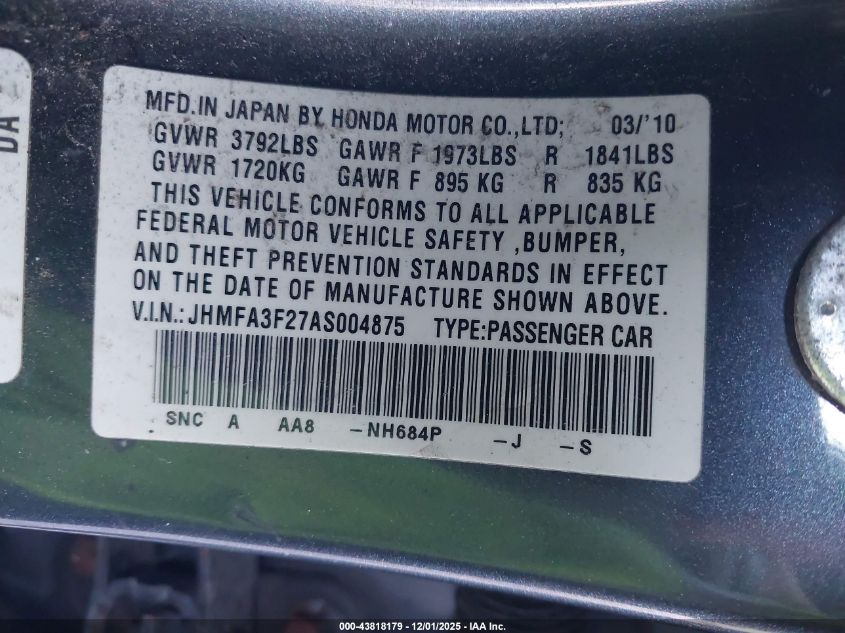 DA
MFD.IN JAPAN BY HONDA MOTOR CO.,LTD; 03/'10
GVWR 3792LBS GAWR F 1973LBS R 1841LBS
GVWR 1720KG GAWR F 895 KG R 835 KG
THIS VEHICLE CONFORMS TO ALL APPLICABLE
FEDERAL MOTOR VEHICLE SAFETY ,BUMPER,
AND THEFT PREVENTION STANDARDS IN EFFECT
ON THE DATE OF MANUFACTURE SHOWN ABOVE.
V.I.N.:JHMFA3F27AS004875 TYPE:PASSENGER CAR
SNC A AA8 -NH684P -J -S
000-43818179 - 12/01/2025 - IAA Inc.